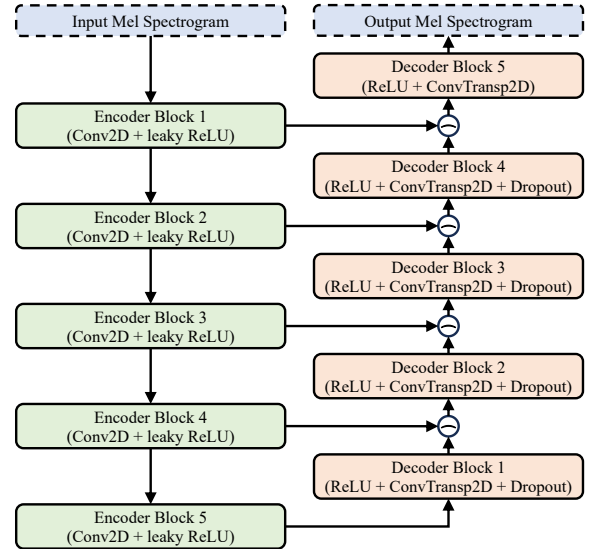 Input Mel Spectrogram
Output Mel Spectrogram
Decoder Block 5
(ReLU + ConvTransp2D)
Encoder Block 1
(Conv2D + leaky ReLU)
Decoder Block 4
(ReLU + ConvTransp2D + Dropout)
Encoder Block 2
(Conv2D + leaky ReLU)
Decoder Block 3
(ReLU + ConvTransp2D + Dropout)
Encoder Block 3
(Conv2D + leaky ReLU)
Decoder Block 2
(ReLU + ConvTransp2D + Dropout)
Encoder Block 4
(Conv2D + leaky ReLU)
Decoder Block 1
(ReLU + ConvTransp2D + Dropout)
Encoder Block 5
(Conv2D + leaky ReLU)